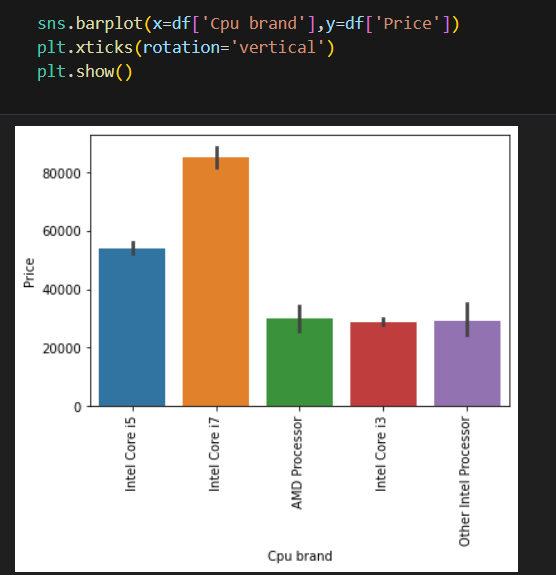 sns.barplot(x=df['Cpu brand'],y=df['Price'])
plt.xticks(rotation='vertical')
plt.show()
80000
60000
40000
20000
0
Price
Intel Core i5
Intel Core i7
AMD Processor
Intel Core i3
Other Intel Processor
Cpu brand